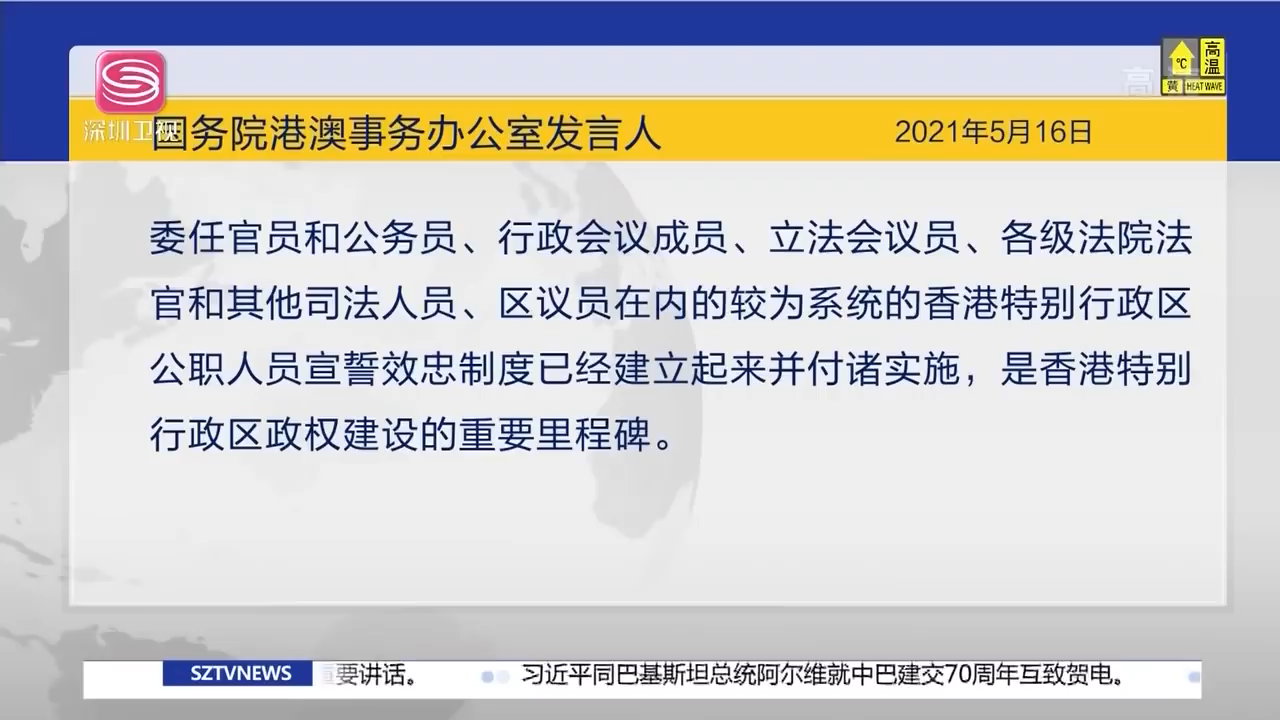 高温
℃
黄 HEAT WAVE
深圳卫视
国务院港澳事务办公室发言人 2021年5月16日
委任官员和公务员、行政会议成员、立法会议员、各级法院法
官和其他司法人员、区议员在内的较为系统的香港特别行政区
公职人员宣誓效忠制度已经建立起来并付诸实施，是香港特别
行政区政权建设的重要里程碑。
SZTVNEWS 重要讲话。 习近平同巴基斯坦总统阿尔维就中巴建交70周年互致贺电。